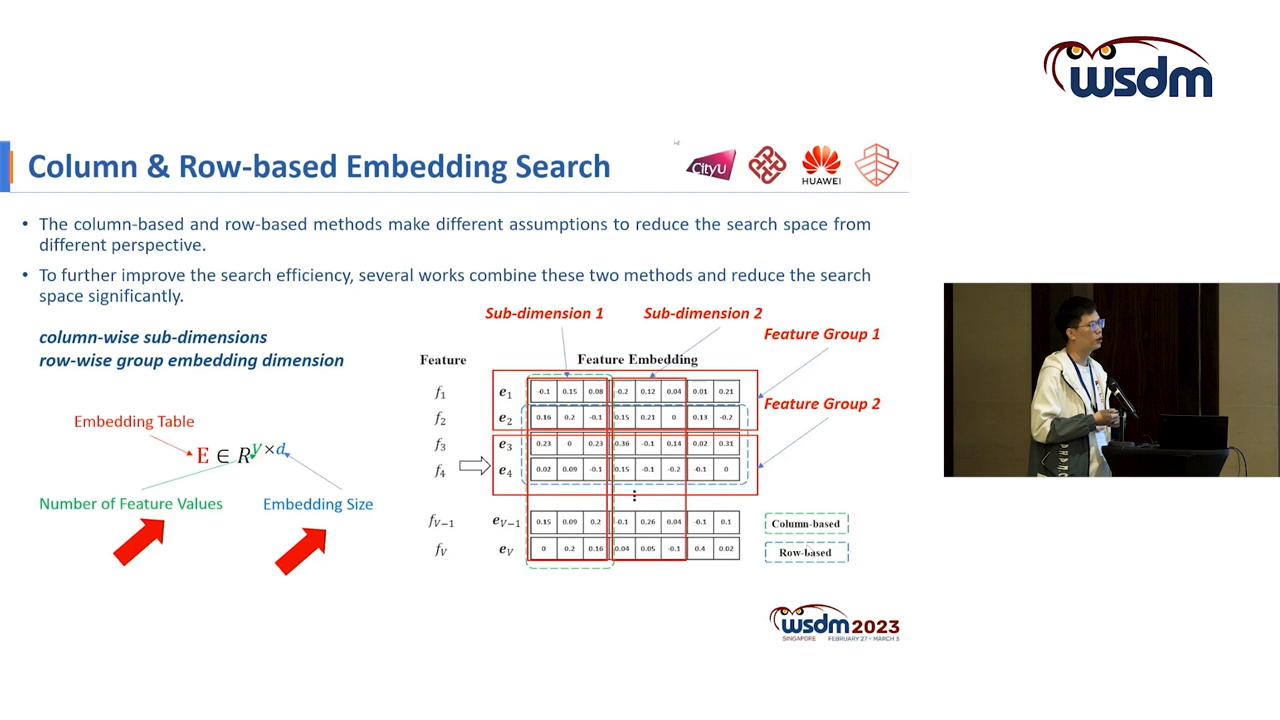 wsdm
Column & Row-based Embedding Search
CityU
HUAWEI
• The column-based and row-based methods make different assumptions to reduce the search space from
different perspective.
• To further improve the search efficiency, several works combine these two methods and reduce the search
space significantly.
column-wise sub-dimensions
row-wise group embedding dimension
Embedding Table
E ∈ R^{V×d}
Number of Feature Values
Embedding Size
Sub-dimension 1
Sub-dimension 2
Feature Group 1
Feature Group 2
Feature
Feature Embedding
f1 e1 -0.1 0.15 0.08 -0.2 0.12 0.04 0.01 0.21
f2 e2 0.16 0.2 -0.1 0.15 0.21 0 0.13 -0.2
f3 e3 0.23 0 0.23 -0.36 -0.1 0.14 0.02 0.31
f4 e4 0.02 0.09 -0.1 0.15 -0.1 -0.2 -0.1 0
⋮
fV−1 eV−1 0.15 0.09 0.2 -0.1 0.26 0.04 -0.1 0.1
fV eV 0 0.2 0.16 0.04 0.05 -0.1 0.4 0.02
Column-based
Row-based
wsdm 2023
SINGAPORE FEBRUARY 27 - MARCH 3